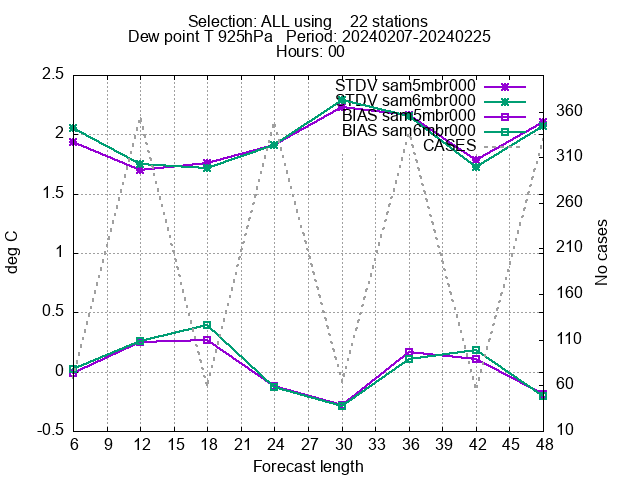 Selection: ALL using    22 stations
Dew point T 925hPa   Period: 20240207-20240225
Hours: 00
STDV sam5mbr000
STDV sam6mbr000
BIAS sam5mbr000
BIAS sam6mbr000
CASES
2.5
2
1.5
1
0.5
0
-0.5
deg C
360
310
260
210
160
110
60
10
No cases
6 9 12 15 18 21 24 27 30 33 36 39 42 45 48
Forecast length